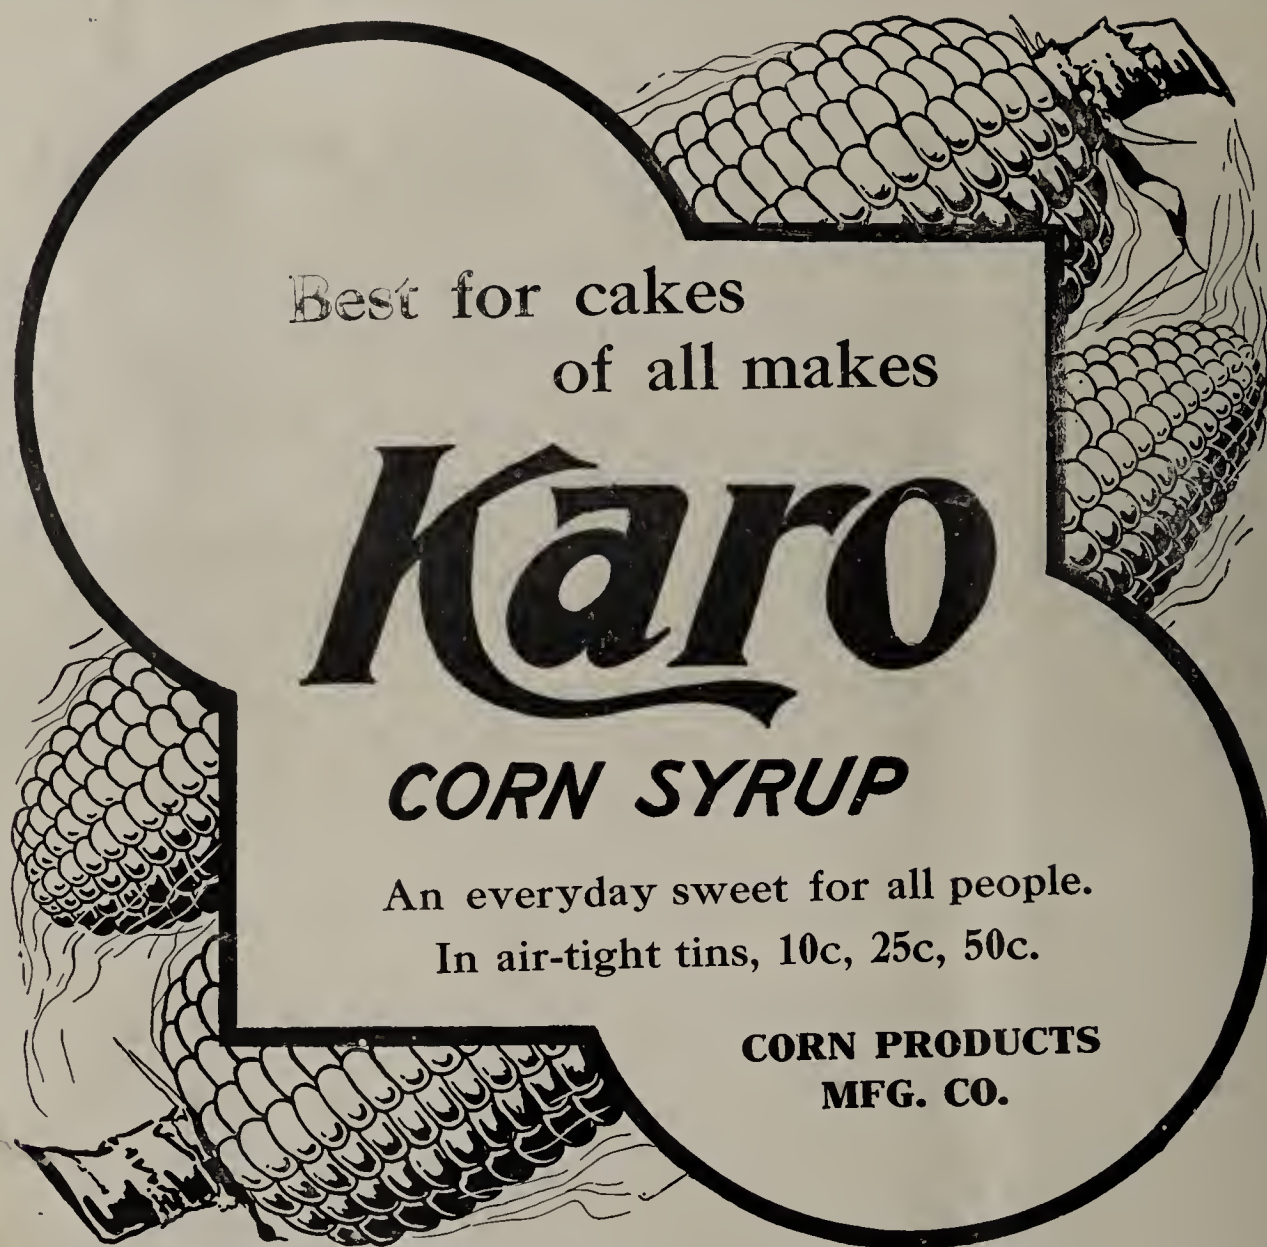 Best for cakes
of all makes
Karo
CORN SYRUP
An everyday sweet for all people.
In air-tight tins, 10c, 25c, 50c.
CORN PRODUCTS
MFG. CO.